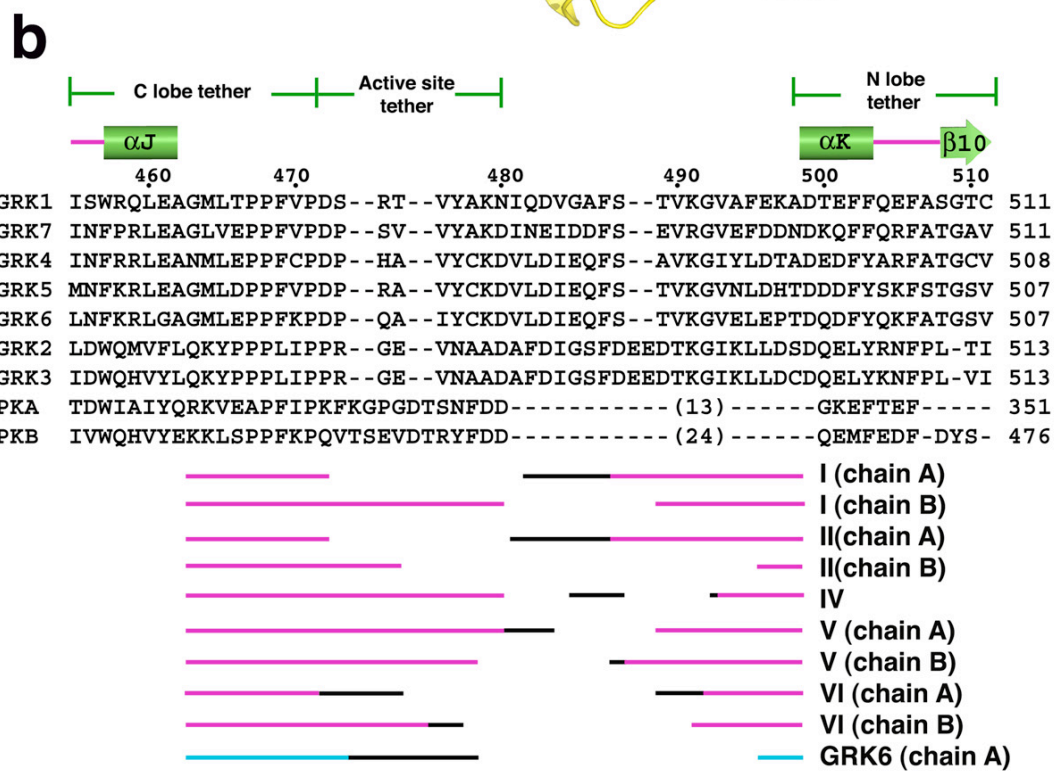 b
C lobe tether Active site tether N lobe tether
αJ αK β10
460 470 480 490 500 510
GRK1 ISWRQLEAGMLTPPFVPDS--RT--VYAKNIQDVGAFS--TVKGVAFEKADTEFFQEFASGTC 511
GRK7 INFPRLEAGLVEPPFVPDP--SV--VYAKDINEIDDFS--EVRGVEFDDNDKQFFQRFATGAV 511
GRK4 INFRRLEANMLEPPFCPDP--HA--VYCKDVLDIEQFS--AVKGIYLDTADEDFYARFATGCV 508
GRK5 MNFKRLEAGMLDPPFVPDP--RA--VYCKDVLDIEQFS--TVKGVNLDHTDDDFYSKFSTGSV 507
GRK6 LNFKRLGAGMLEPPFKPDP--QA--IYCKDVLDIEQFS--TVKGVELEPTDQDFYQKFATGSV 507
GRK2 LDWQMVFLQKYPPPLIPPR--GE--VNAADAFDIGSFDEEDTKGIKLLDSDQELYRNFPL-TI 513
GRK3 IDWQHVYLQKYPPPLIPPR--GE--VNAADAFDIGSFDEEDTKGIKLLDCDQELYKNFPL-VI 513
PKA TDWIAIYQRKVEAPFIPKFKGPGDTSNFDD-----------(13)------GKEFTEF----- 351
PKB IVWQHVYEKKLSPPFKPQVTSEVDTRYFDD-----------(24)------QEMFEDF-DYS- 476
I (chain A)
I (chain B)
II(chain A)
II(chain B)
IV
V (chain A)
V (chain B)
VI (chain A)
VI (chain B)
GRK6 (chain A)